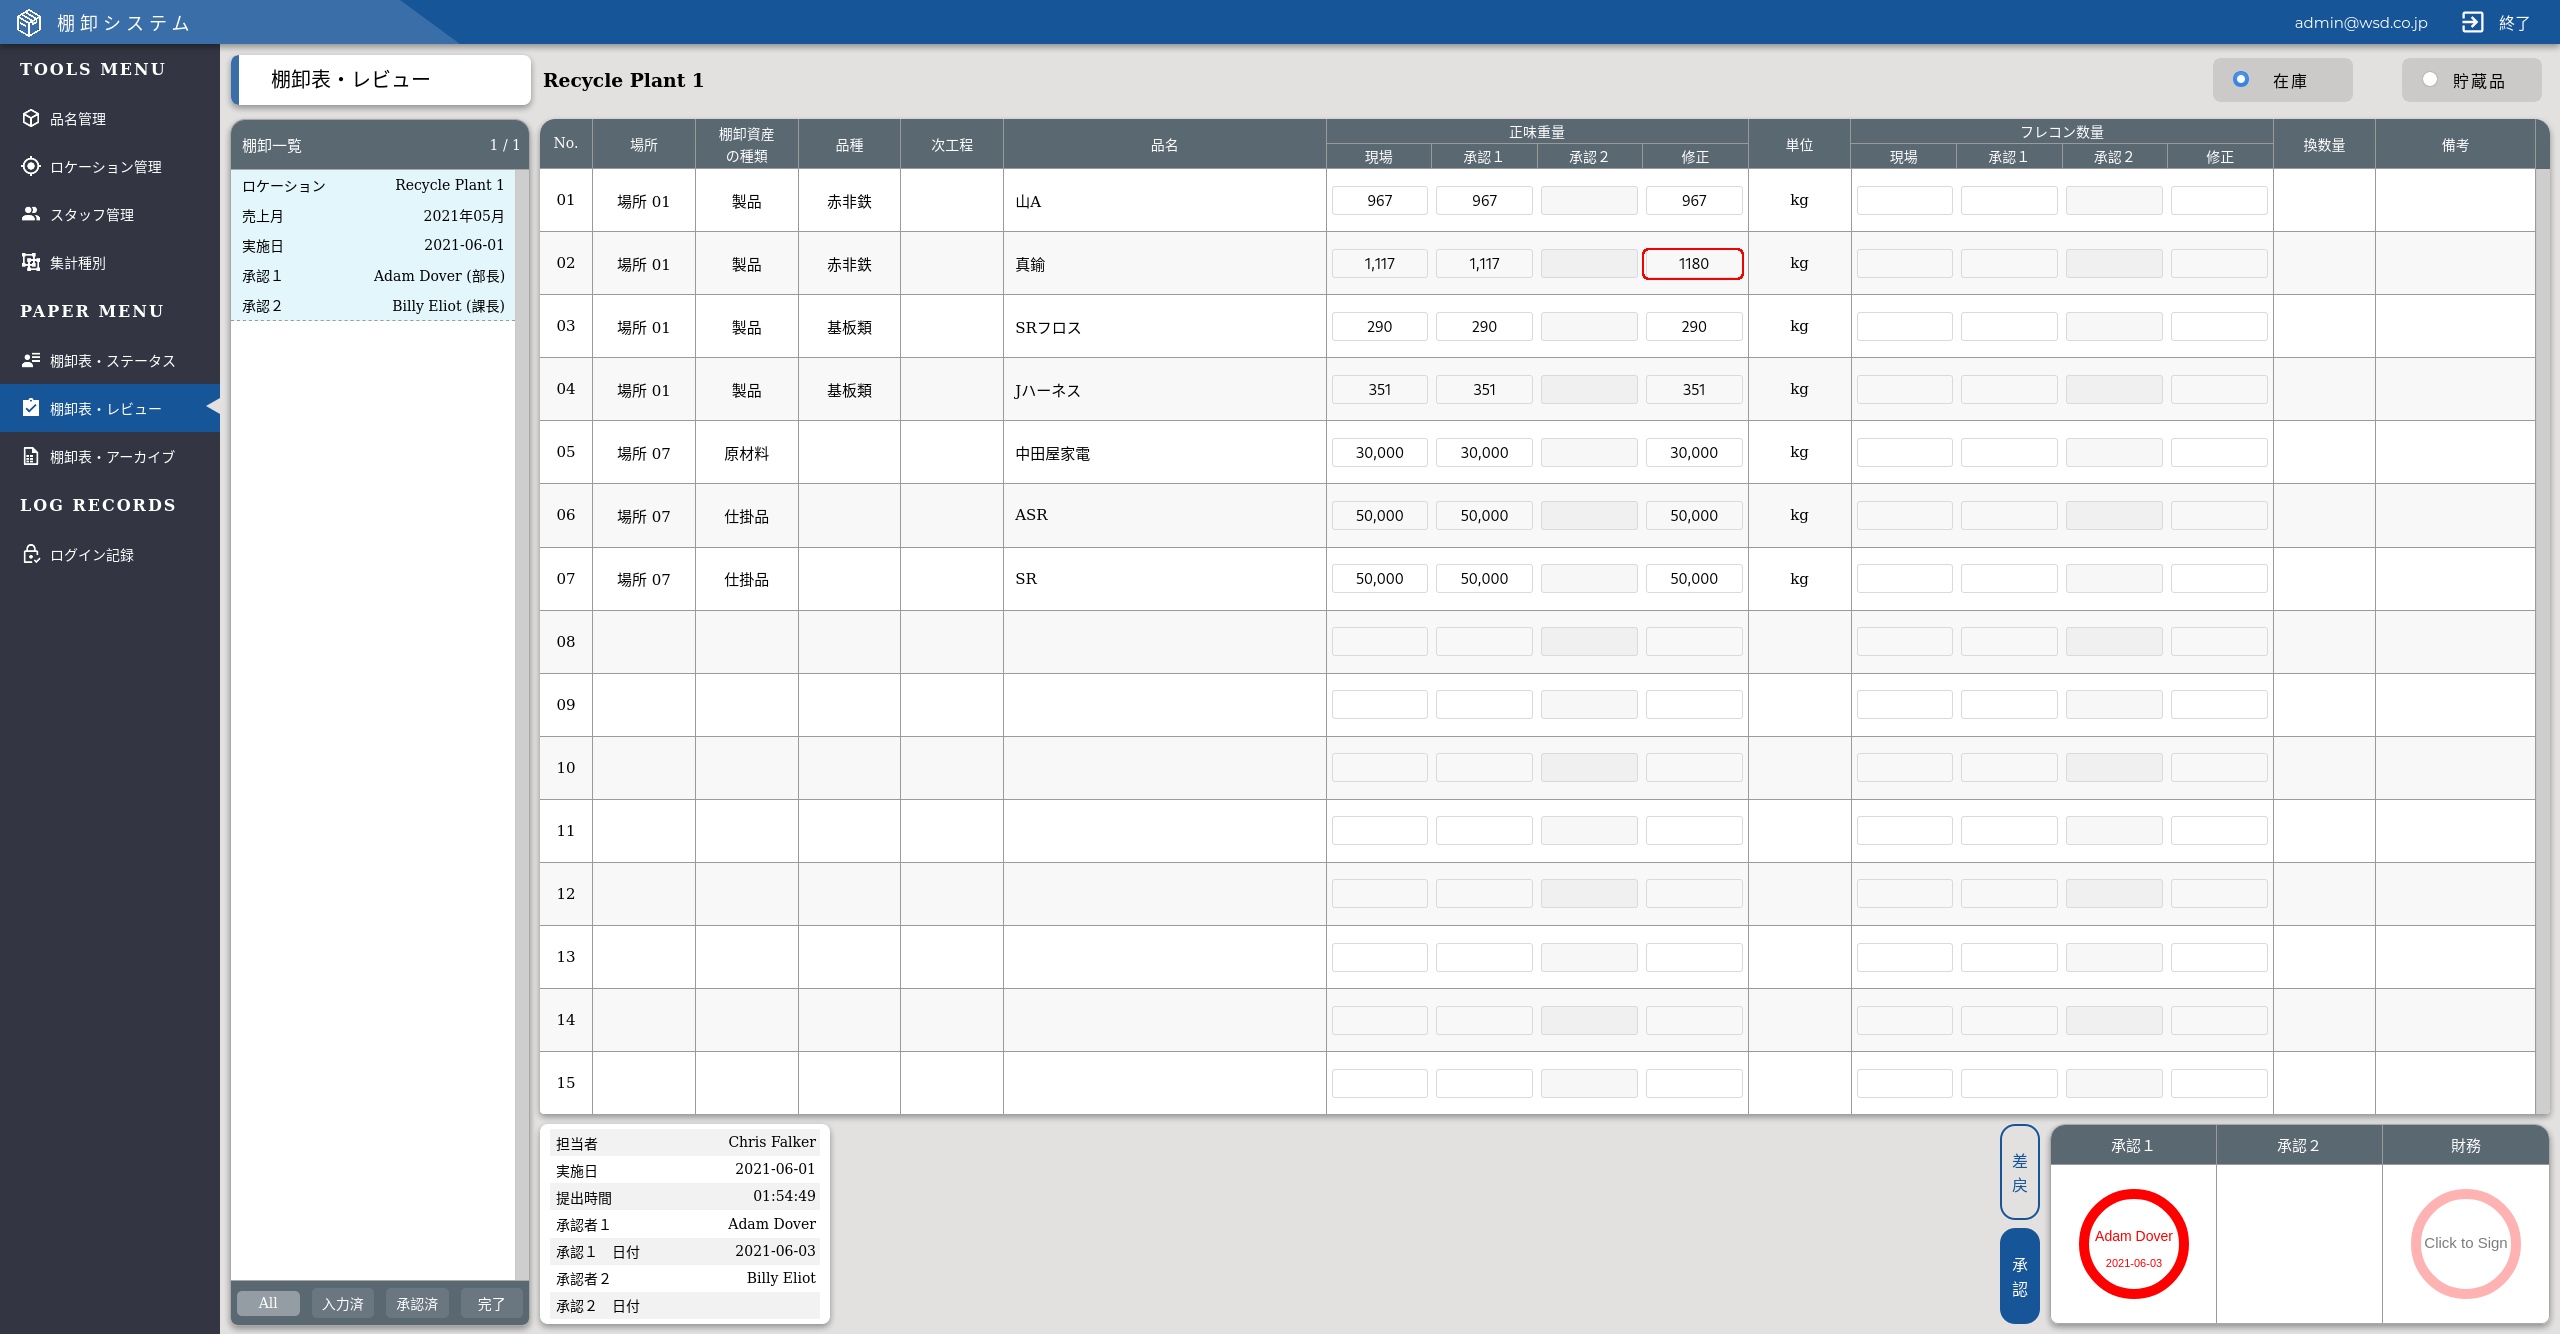 棚卸システム
admin@wsd.co.jp 終了
TOOLS MENU
品名管理
ロケーション管理
スタッフ管理
集計種別
PAPER MENU
棚卸表・ステータス
棚卸表・レビュー
棚卸表・アーカイブ
LOG RECORDS
ログイン記録
棚卸表・レビュー
Recycle Plant 1
在庫
貯蔵品
棚卸一覧 1 / 1
ロケーション Recycle Plant 1
売上月 2021年05月
実施日 2021-06-01
承認１ Adam Dover (部長)
承認２ Billy Eliot (課長)
All 入力済 承認済 完了
No. 場所 棚卸資産の種類 品種 次工程 品名 正味重量 単位 フレコン数量 換数量 備考
現場 承認１ 承認２ 修正 現場 承認１ 承認２ 修正
01 場所 01 製品 赤非鉄 山A 967 967 967 kg
02 場所 01 製品 赤非鉄 真鍮 1,117 1,117 1180 kg
03 場所 01 製品 基板類 SRフロス 290 290 290 kg
04 場所 01 製品 基板類 Jハーネス 351 351 351 kg
05 場所 07 原材料 中田屋家電 30,000 30,000 30,000 kg
06 場所 07 仕掛品 ASR 50,000 50,000 50,000 kg
07 場所 07 仕掛品 SR 50,000 50,000 50,000 kg
08
09
10
11
12
13
14
15
担当者 Chris Falker
実施日 2021-06-01
提出時間 01:54:49
承認者１ Adam Dover
承認１　日付 2021-06-03
承認者２ Billy Eliot
承認２　日付
差戻
承認
承認１ 承認２ 財務
Adam Dover
2021-06-03
Click to Sign